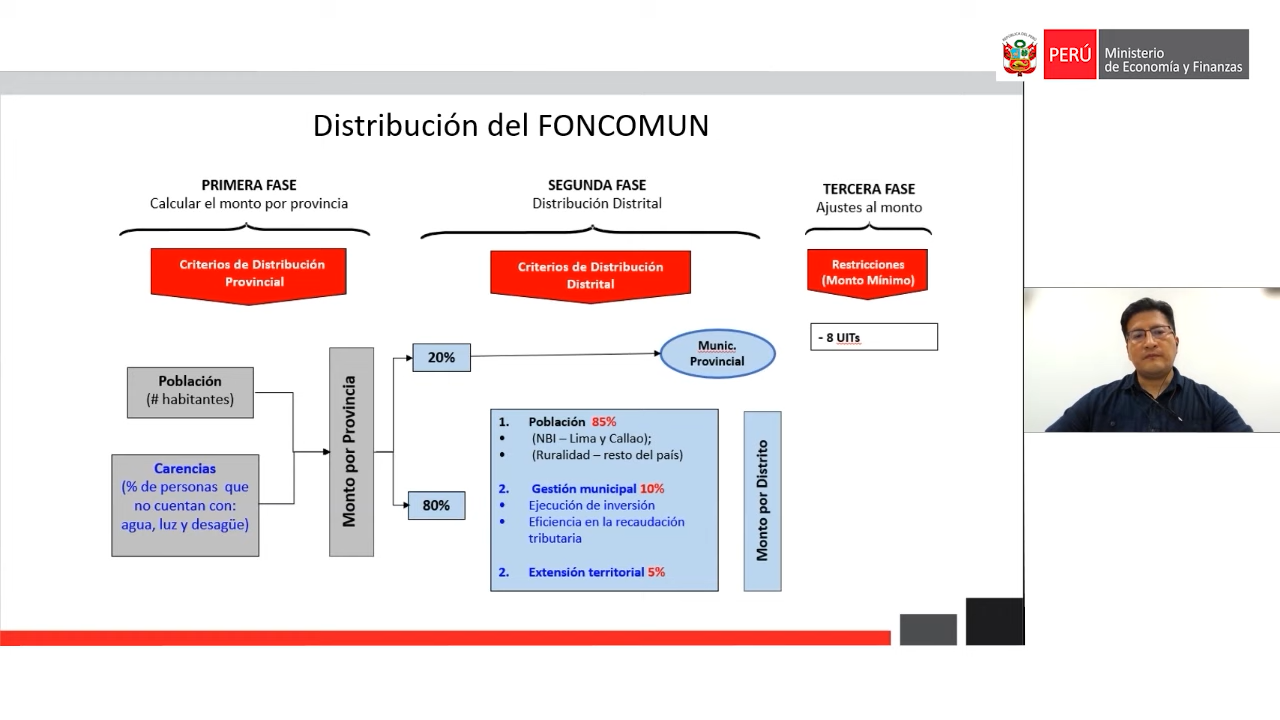 REPÚBLICA DEL PERÚ
PERÚ
Ministerio
de Economía y Finanzas
Distribución del FONCOMUN
PRIMERA FASE
Calcular el monto por provincia
Criterios de Distribución
Provincial
Población
(# habitantes)
Carencias
(% de personas que
no cuentan con:
agua, luz y desagüe)
Monto por Provincia
SEGUNDA FASE
Distribución Distrital
Criterios de Distribución
Distrital
20%
Munic.
Provincial
80%
1. Población 85%
• (NBI – Lima y Callao);
• (Ruralidad – resto del país)
2. Gestión municipal 10%
• Ejecución de inversión
• Eficiencia en la recaudación
tributaria
2. Extensión territorial 5%
Monto por Distrito
TERCERA FASE
Ajustes al monto
Restricciones
(Monto Mínimo)
- 8 UITs